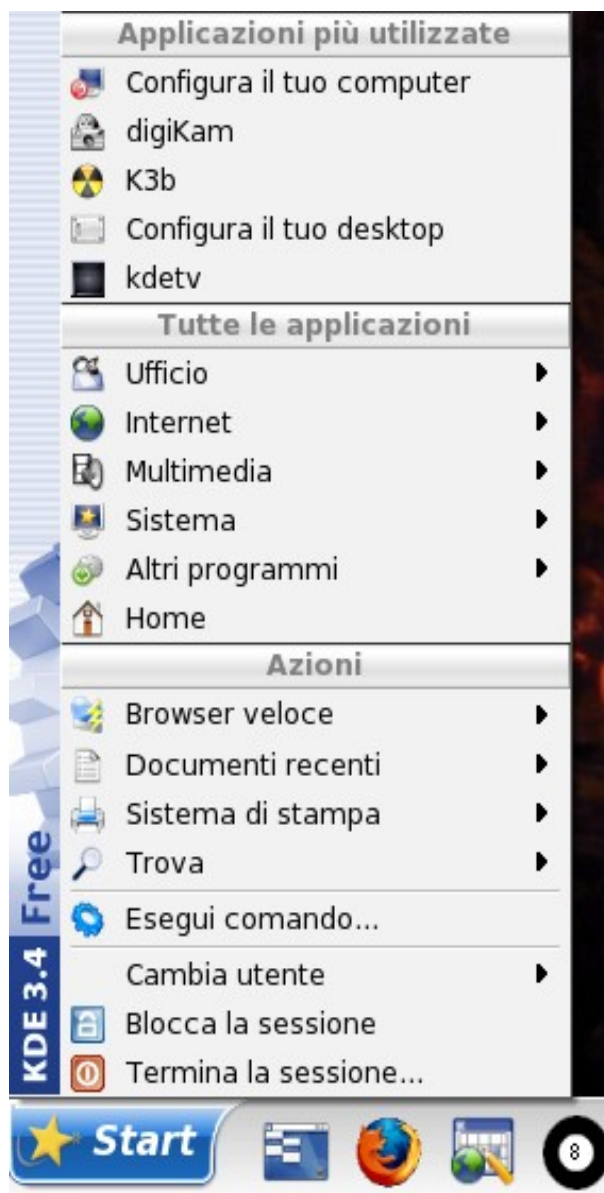 Applicazioni più utilizzate
Configura il tuo computer
digiKam
K3b
Configura il tuo desktop
kdetv
Tutte le applicazioni
Ufficio
Internet
Multimedia
Sistema
Altri programmi
Home
Azioni
Browser veloce
Documenti recenti
Sistema di stampa
Trova
Esegui comando...
Cambia utente
Blocca la sessione
Termina la sessione...
KDE 3.4 Free
Start
8